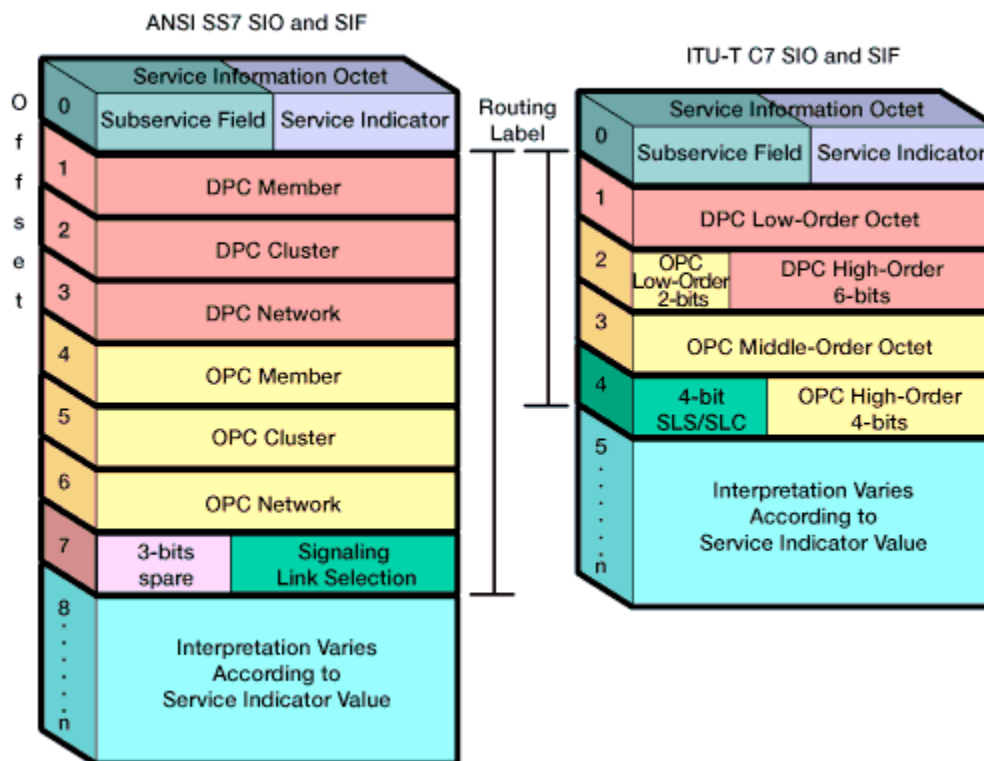 ANSI SS7 SIO and SIF
Offset
0
Service Information Octet
Subservice Field
Service Indicator
1
DPC Member
2
DPC Cluster
3
DPC Network
4
OPC Member
5
OPC Cluster
6
OPC Network
7
3-bits
spare
Signaling
Link Selection
8
.
.
.
.
.
.
n
Interpretation Varies
According to
Service Indicator Value
Routing
Label
ITU-T C7 SIO and SIF
0
Service Information Octet
Subservice Field
Service Indicator
1
DPC Low-Order Octet
2
OPC
Low-Order
2-bits
DPC High-Order
6-bits
3
OPC Middle-Order Octet
4
4-bit
SLS/SLC
OPC High-Order
4-bits
5
.
.
.
.
.
.
n
Interpretation Varies
According to
Service Indicator Value